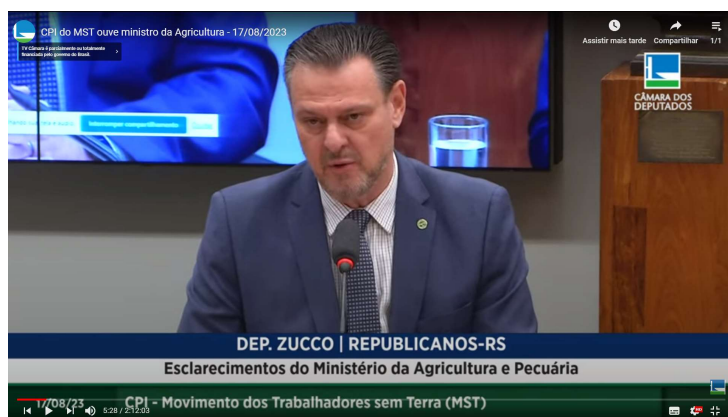 CPI do MST ouve ministro da Agricultura - 17/08/2023
TV Câmara é parcialmente ou totalmente
financiada pelo governo do Brasil.
Assistir mais tarde
Compartilhar
1/1
CÂMARA DOS
DEPUTADOS
Interromper compartilhamento
DEP. ZUCCO | REPUBLICANOS-RS
Esclarecimentos do Ministério da Agricultura e Pecuária
17/08/23 CPI - Movimento dos Trabalhadores sem Terra (MST)
5:28 / 2:12:03